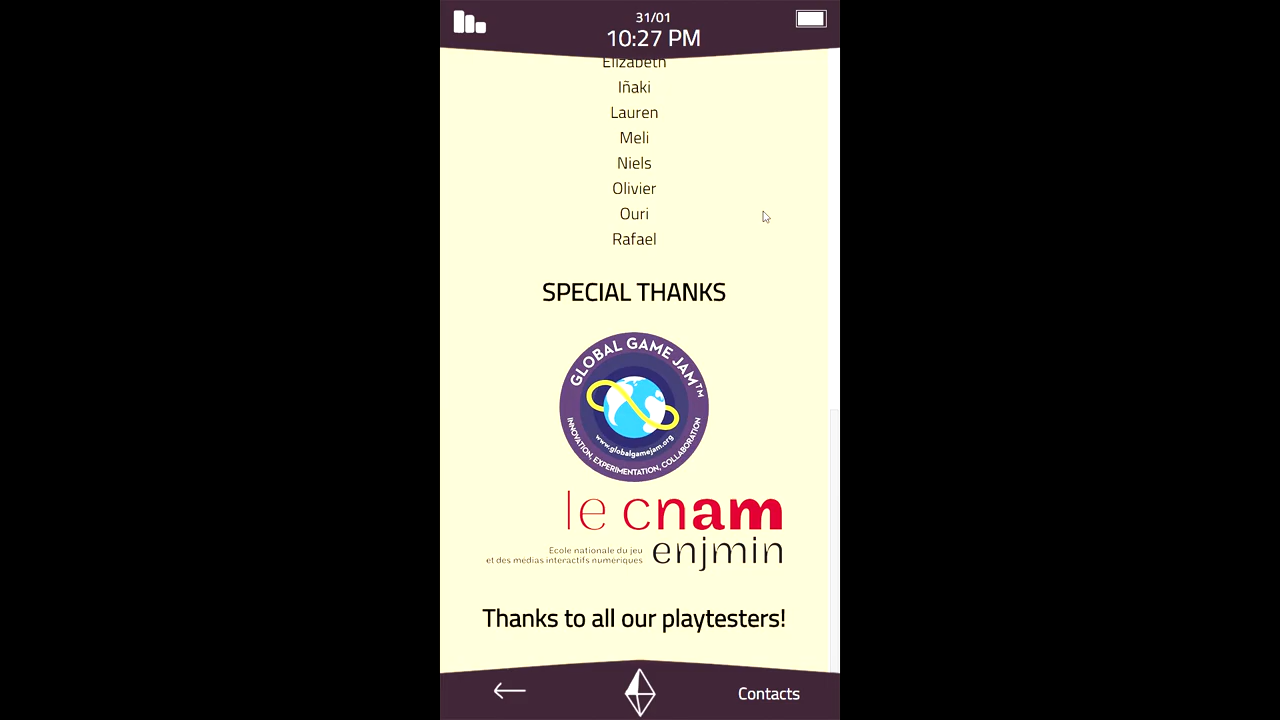 31/01
10:27 PM
Elizabeth
Iñaki
Lauren
Meli
Niels
Olivier
Ouri
Rafael
SPECIAL THANKS
GLOBAL GAME JAM™
www.globalgamejam.org
INNOVATION, EXPERIMENTATION, COLLABORATION
le cnam
Ecole nationale du jeu
et des medias interactifs numeriques
enjmin
Thanks to all our playtesters!
Contacts